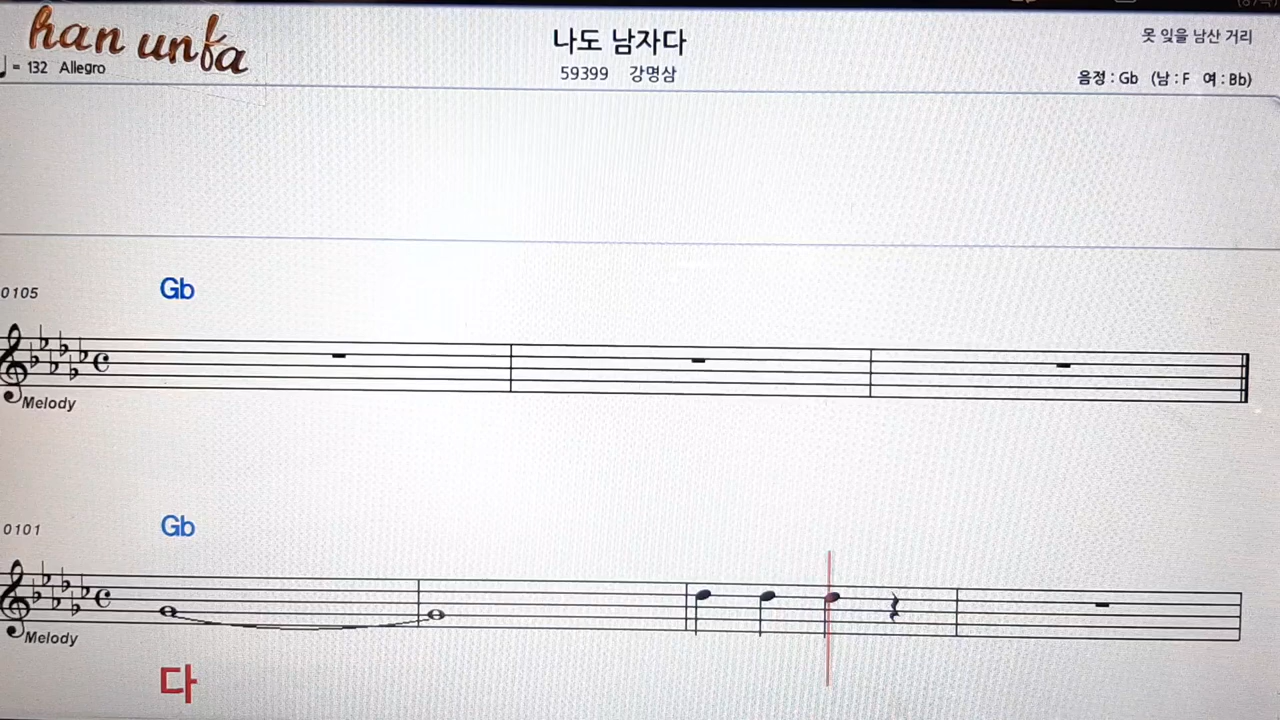 han unfa
= 132 Allegro
나도 남자다
59399 강명삼
못 잊을 남산 거리
음정 : Gb (남 : F 여 : Bb)
0105
Gb
Melody
0101
Gb
Melody
다